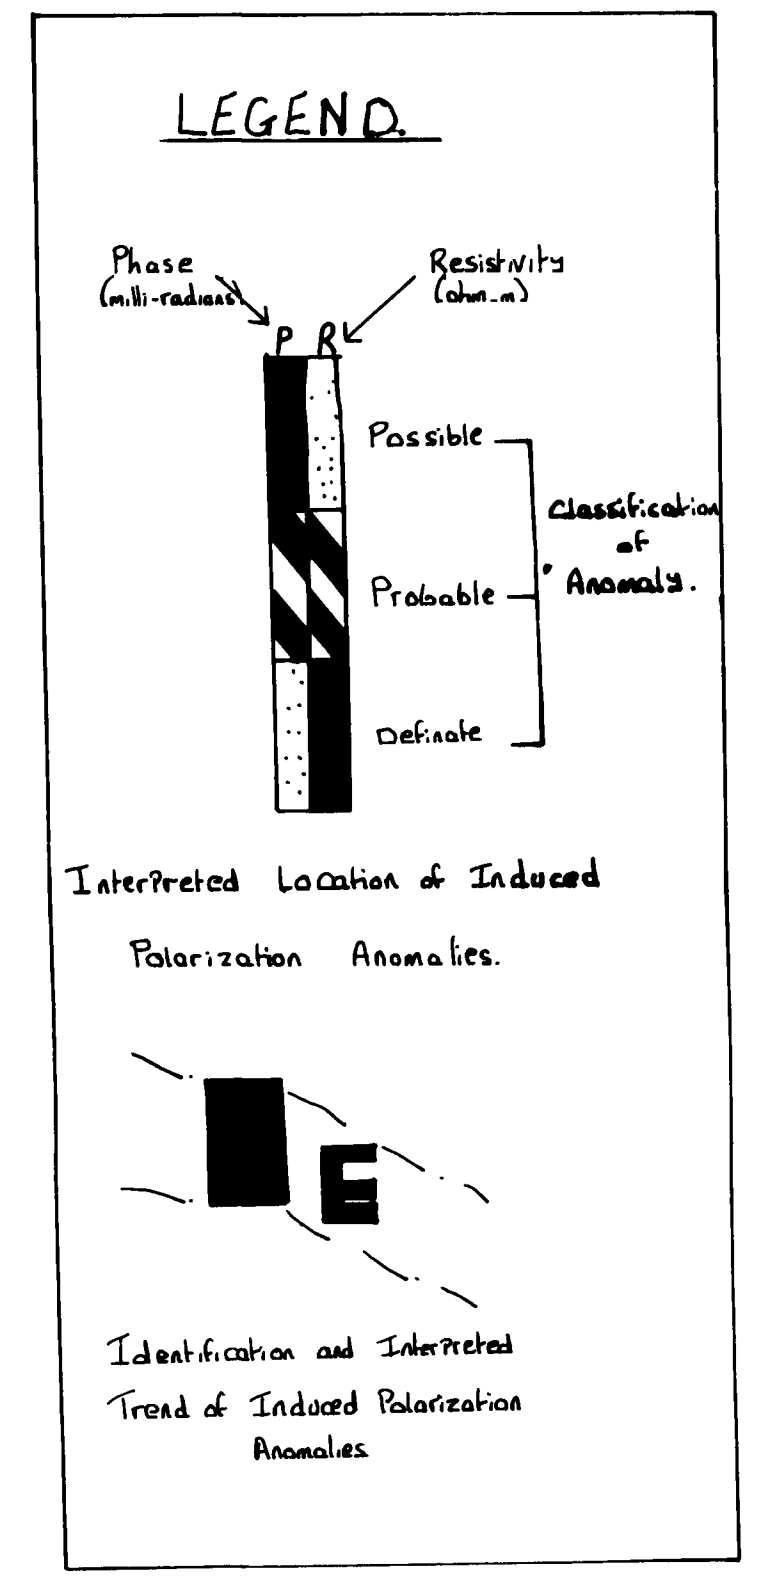 LEGEND.
Phase
(milli-radians)
Resistivity
(ohm-m)
P R
Possible
Classification
of
Anomaly.
Probable
Definate
Interpreted Location of Induced
Polarization Anomalies.
E
Identification and Interpreted
Trend of Induced Polarization
Anomalies